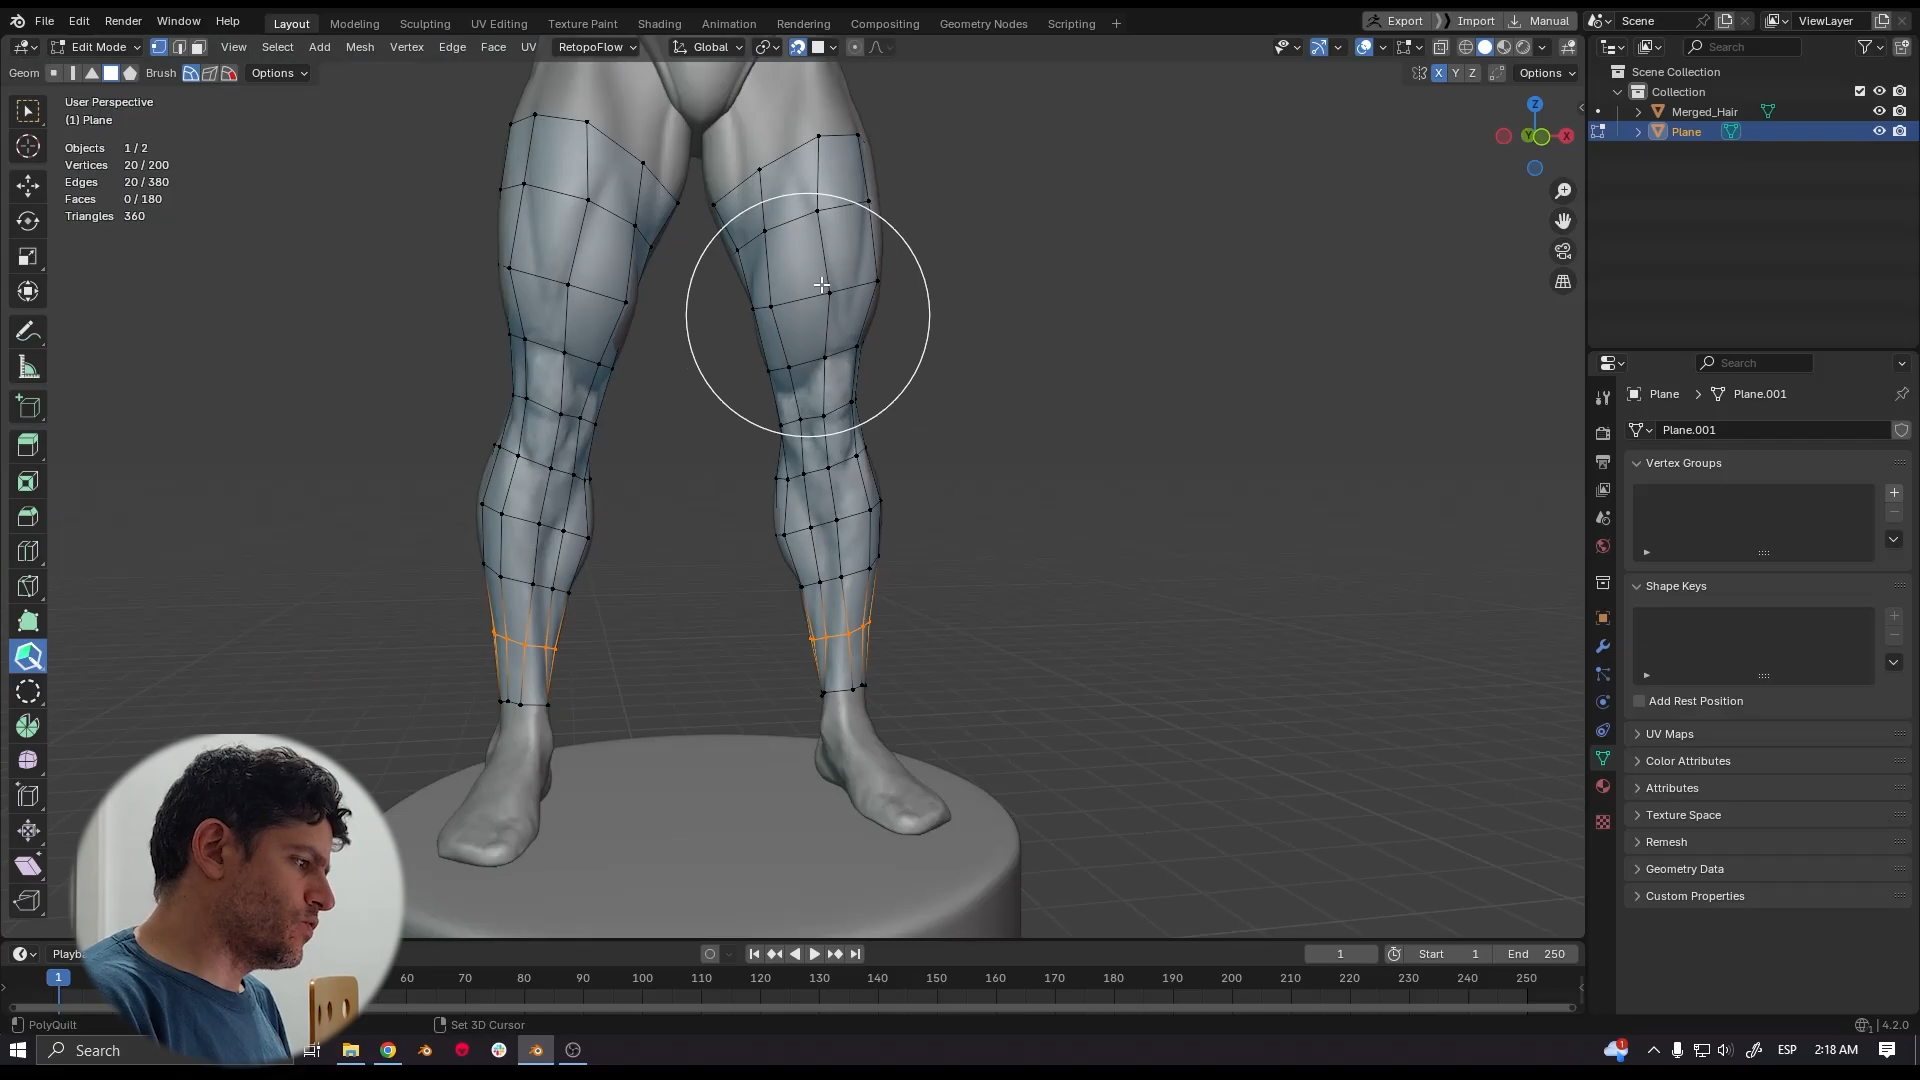 File Edit Render Window Help Layout Modeling Sculpting UV Editing Texture Paint Shading Animation Rendering Compositing Geometry Nodes Scripting + Export Import Manual Scene ViewLayer
Edit Mode View Select Add Mesh Vertex Edge Face UV RetopoFlow Global Search
Geom Brush Options X Y Z Options
Scene Collection
Collection
Merged_Hair
Plane
User Perspective
(1) Plane
Objects 1 / 2
Vertices 20 / 200
Edges 20 / 380
Faces 0 / 180
Triangles 360
Z
X
Y
Search
Plane > Plane.001
Plane.001
Vertex Groups
Shape Keys
Add Rest Position
UV Maps
Color Attributes
Attributes
Texture Space
Remesh
Geometry Data
Custom Properties
1 Start 1 End 250
1 60 70 80 90 100 110 120 130 140 150 160 170 180 190 200 210 220 230 240 250
PolyQuilt Set 3D Cursor 1 4.2.0
Search 1 ESP 2:18 AM